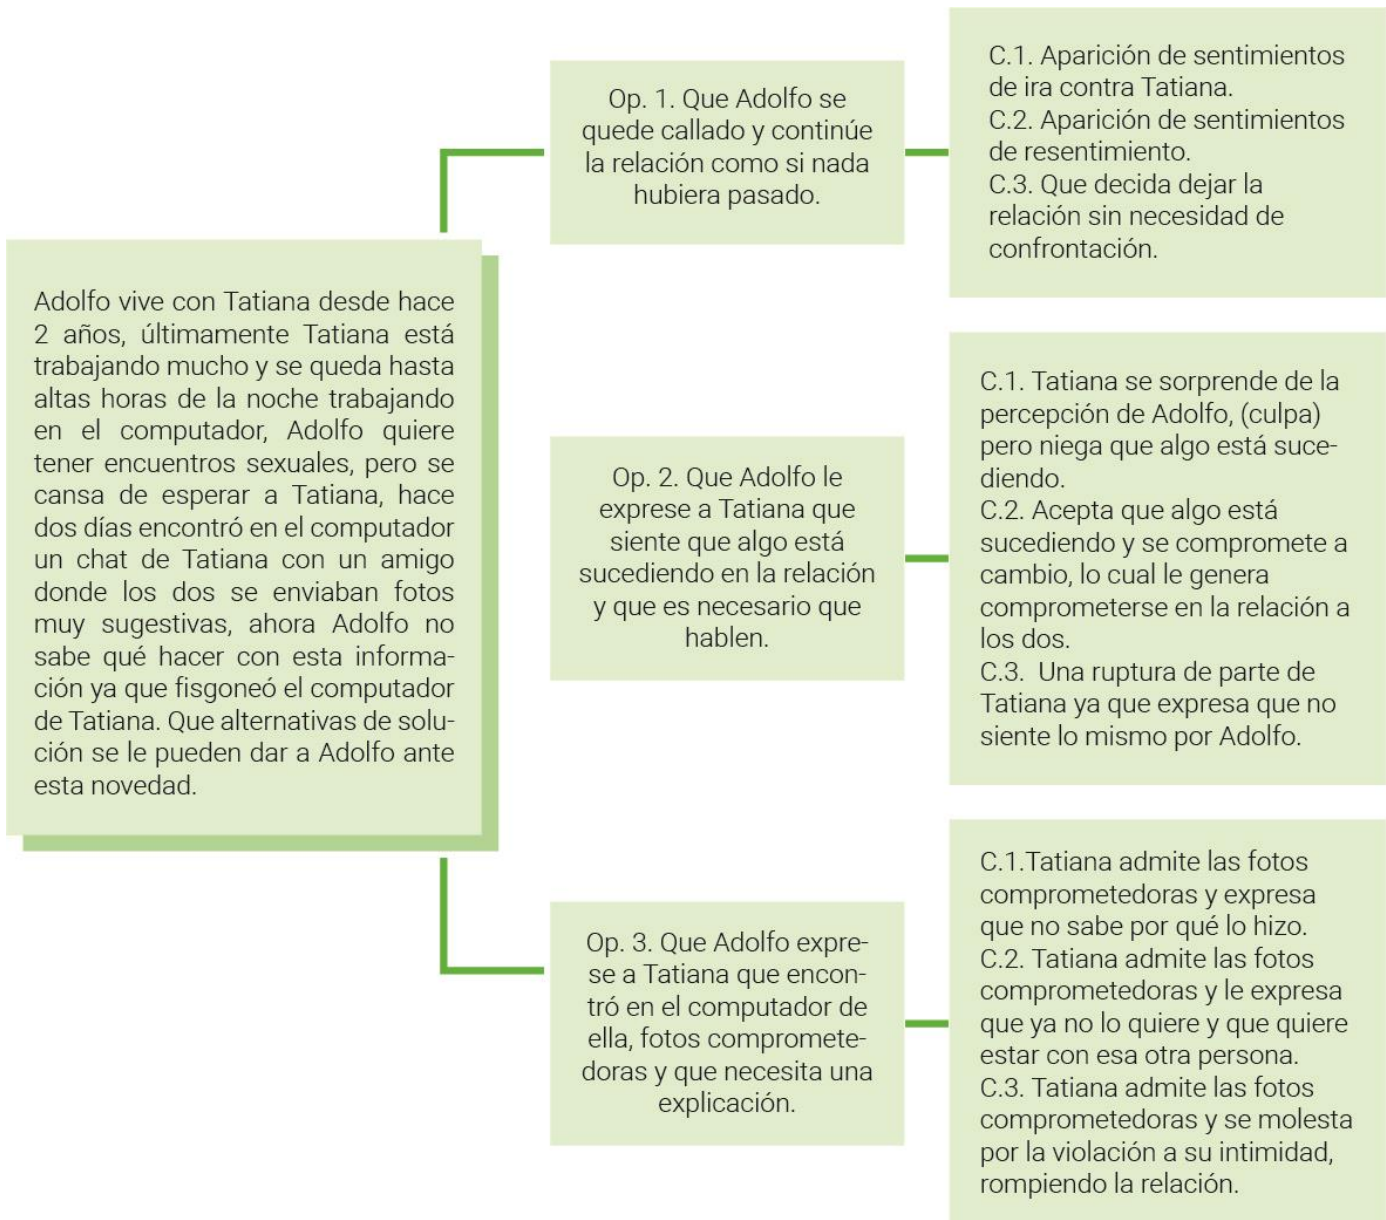 Adolfo vive con Tatiana desde hace
2 años, últimamente Tatiana está
trabajando mucho y se queda hasta
altas horas de la noche trabajando
en el computador, Adolfo quiere
tener encuentros sexuales, pero se
cansa de esperar a Tatiana, hace
dos días encontró en el computador
un chat de Tatiana con un amigo
donde los dos se enviaban fotos
muy sugestivas, ahora Adolfo no
sabe qué hacer con esta informa-
ción ya que fisgoneó el computador
de Tatiana. Que alternativas de solu-
ción se le pueden dar a Adolfo ante
esta novedad.
Op. 1. Que Adolfo se
quede callado y continúe
la relación como si nada
hubiera pasado.
C.1. Aparición de sentimientos
de ira contra Tatiana.
C.2. Aparición de sentimientos
de resentimiento.
C.3. Que decida dejar la
relación sin necesidad de
confrontación.
Op. 2. Que Adolfo le
exprese a Tatiana que
siente que algo está
sucediendo en la relación
y que es necesario que
hablen.
C.1. Tatiana se sorprende de la
percepción de Adolfo, (culpa)
pero niega que algo está suce-
diendo.
C.2. Acepta que algo está
sucediendo y se compromete a
cambio, lo cual le genera
comprometerse en la relación a
los dos.
C.3. Una ruptura de parte de
Tatiana ya que expresa que no
siente lo mismo por Adolfo.
Op. 3. Que Adolfo expre-
se a Tatiana que encon-
tró en el computador de
ella, fotos compromete-
doras y que necesita una
explicación.
C.1.Tatiana admite las fotos
comprometedoras y expresa
que no sabe por qué lo hizo.
C.2. Tatiana admite las fotos
comprometedoras y le expresa
que ya no lo quiere y que quiere
estar con esa otra persona.
C.3. Tatiana admite las fotos
comprometedoras y se molesta
por la violación a su intimidad,
rompiendo la relación.